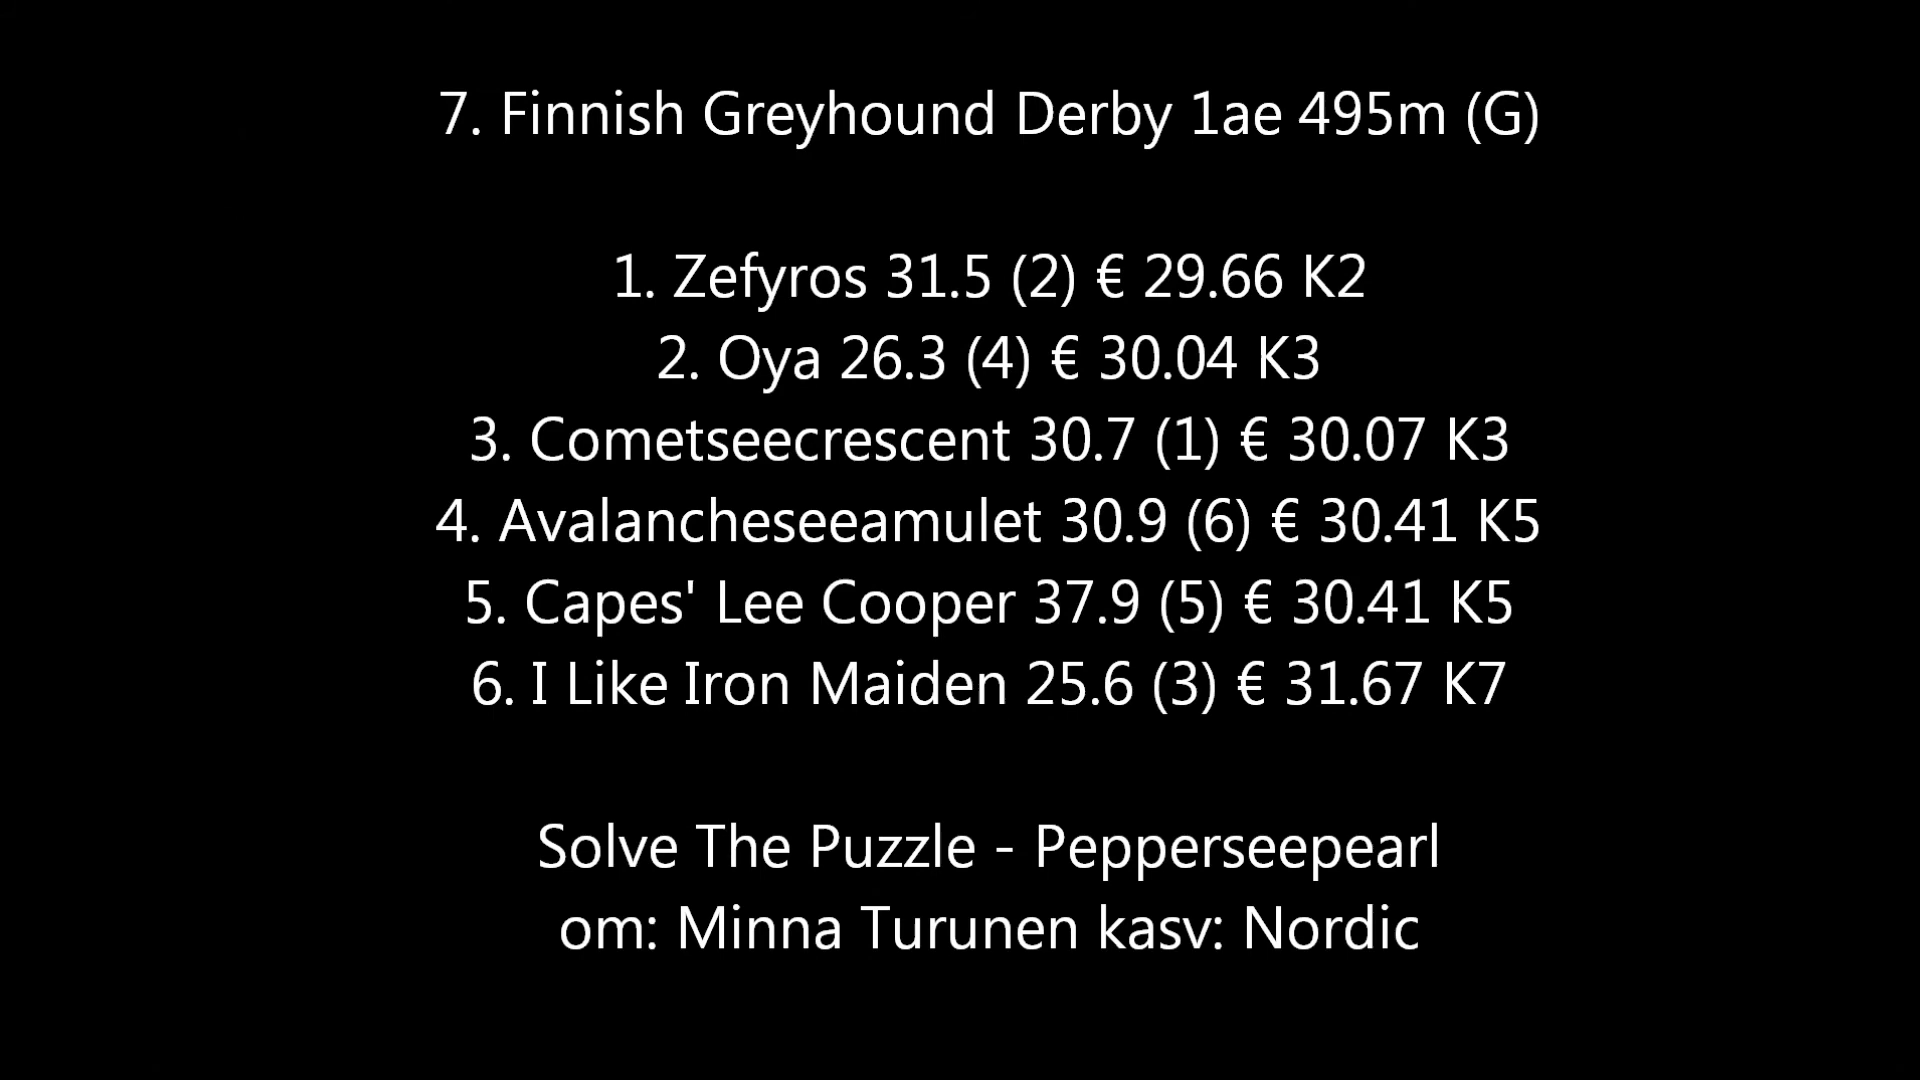 7. Finnish Greyhound Derby 1ae 495m (G)
1. Zefyros 31.5 (2) € 29.66 K2
2. Oya 26.3 (4) € 30.04 K3
3. Cometseecrescent 30.7 (1) € 30.07 K3
4. Avalancheseeamulet 30.9 (6) € 30.41 K5
5. Capes' Lee Cooper 37.9 (5) € 30.41 K5
6. I Like Iron Maiden 25.6 (3) € 31.67 K7
Solve The Puzzle - Pepperseepearl
om: Minna Turunen kasv: Nordic